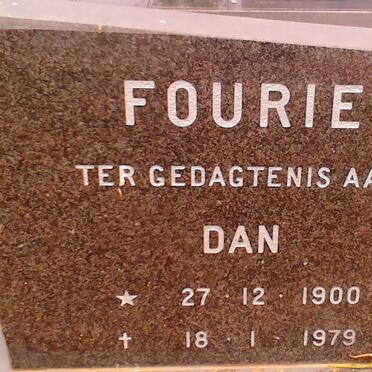 FOURIE
TER GEDAGTENIS AA
DAN
★ 27 · 12 · 1900
† 18 · 1 · 1979